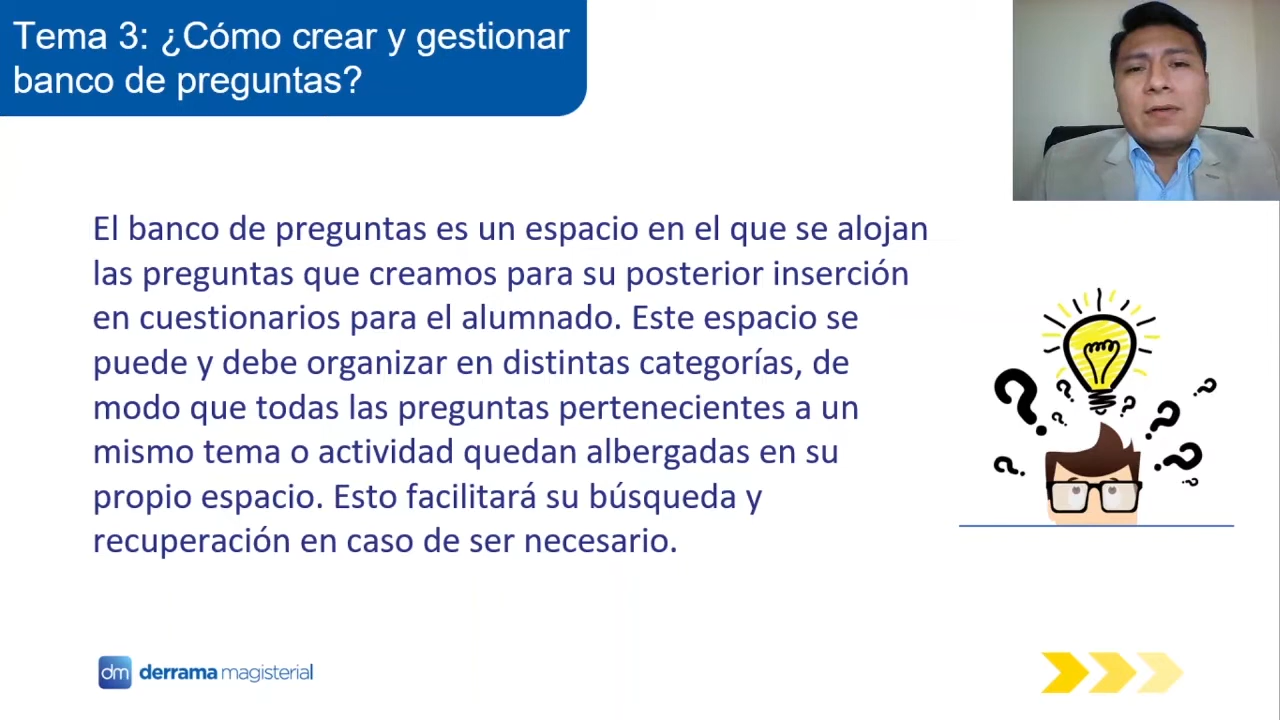 Tema 3: ¿Cómo crear y gestionar
banco de preguntas?
El banco de preguntas es un espacio en el que se alojan
las preguntas que creamos para su posterior inserción
en cuestionarios para el alumnado. Este espacio se
puede y debe organizar en distintas categorías, de
modo que todas las preguntas pertenecientes a un
mismo tema o actividad quedan albergadas en su
propio espacio. Esto facilitará su búsqueda y
recuperación en caso de ser necesario.
dm derrama magisterial